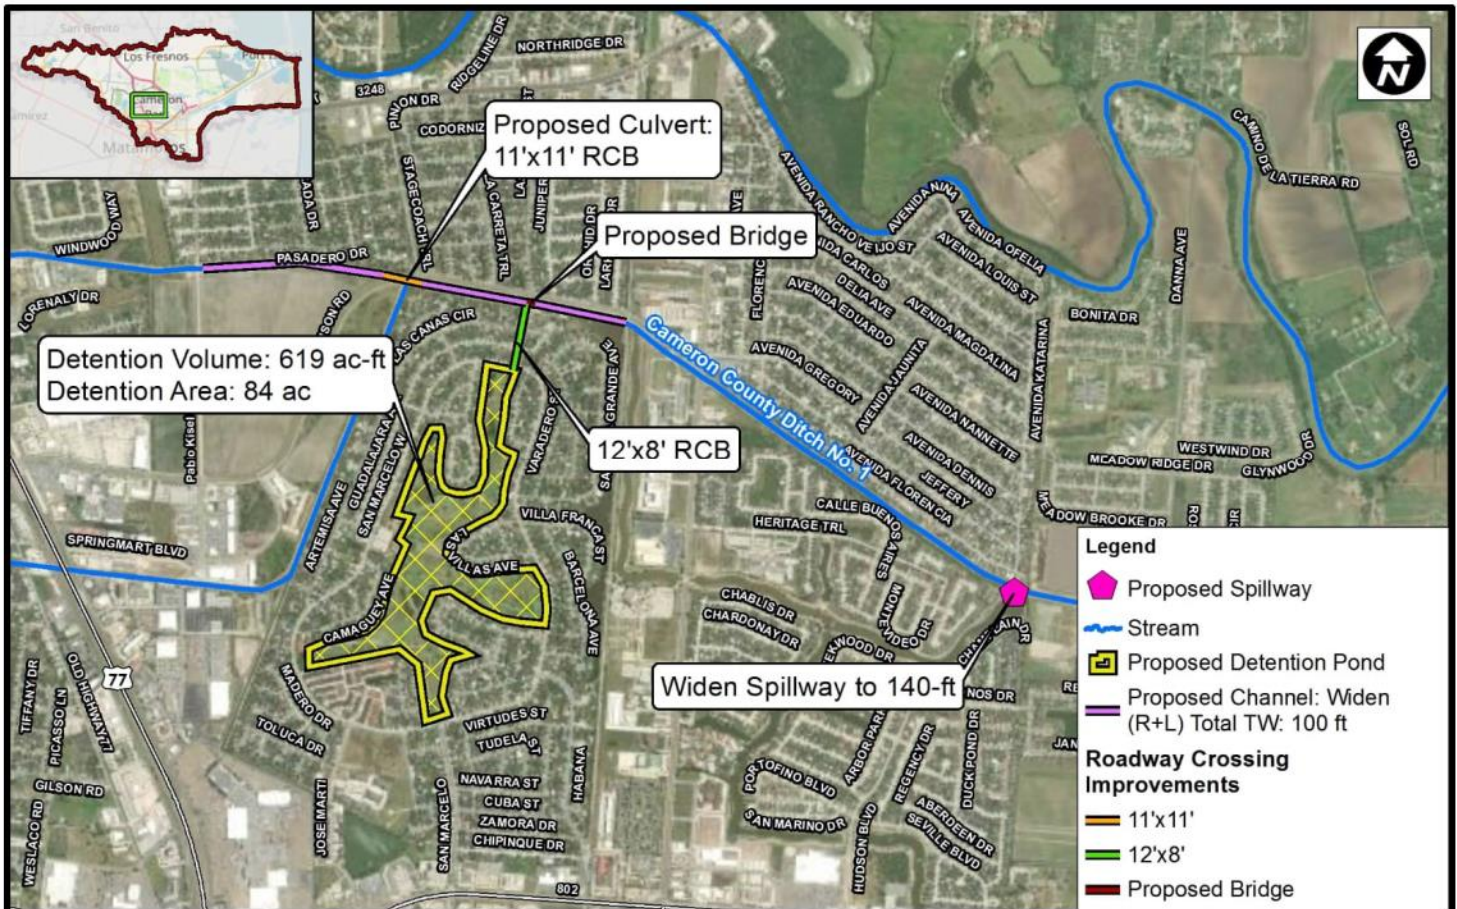 San Benito
Los Fresnos
Matamoros
N
NORTHRIDGE DR
RIDGELINE DR
3248
PINON DR
CODORNIZ
Proposed Culvert:
11'x11' RCB
STAGECOACH TRL
LA CARRETA TRL
JUNIPER
AVENIDA RANCHO VEIJO ST
AVENIDA NINA
AVENIDA OFELIA
AVENIDA LOUIS ST
CAMINO DE LA TIERRA RD
SOL RD
WINDWOOD WAY
PASADERO DR
Proposed Bridge
DELIA AVE
AVENIDA EDUARDO
AVENIDA MAGDALINA
BONITA DR
DANNA AVE
LORENALY DR
LAS CANAS CIR
Cameron County Ditch No. 1
AVENIDA GREGORY
AVENIDA JAUNITA
AVENIDA KATARINA
Detention Volume: 619 ac-ft
Detention Area: 84 ac
AVENIDA NANNETTE
12'x8' RCB
AVENIDA DENNIS
JEFFERY
AVENIDA FLORENCIA
WESTWIND DR
MEADOW RIDGE DR
GLYNWOOD DR
Pablo Kisel
SAN MARCELO W
ARTEMISA AVE
VILLA FRANCA ST
CALLE BUENOS AIRES
HERITAGE TRL
MEADOW BROOKE DR
SPRINGMART BLVD
LAS VILLAS AVE
BARCELONA AVE
CAMAGUEY AVE
CHABLIS DR
CHARDONAY DR
MONTEVIDEO DR
Widen Spillway to 140-ft
NOS DR
77
OLD HIGHWAY 77
TIFFANY DR
PICASSO LN
MADERO DR
TOLUCA DR
VIRTUDES ST
TUDELA ST
ARBOR PARK
REGENCY DR
DUCK POND DR
GILSON RD
WESLACO RD
JOSE MARTI
SAN MARCELO
NAVARRA ST
CUBA ST
ZAMORA DR
CHIPINQUE DR
HABANA
PORTOFINO BLVD
SAN MARINO DR
HUDSON BLVD
ABERDEEN DR
SEVILLE BLVD
802
Legend
Proposed Spillway
Stream
Proposed Detention Pond
Proposed Channel: Widen
(R+L) Total TW: 100 ft
Roadway Crossing
Improvements
11'x11'
12'x8'
Proposed Bridge